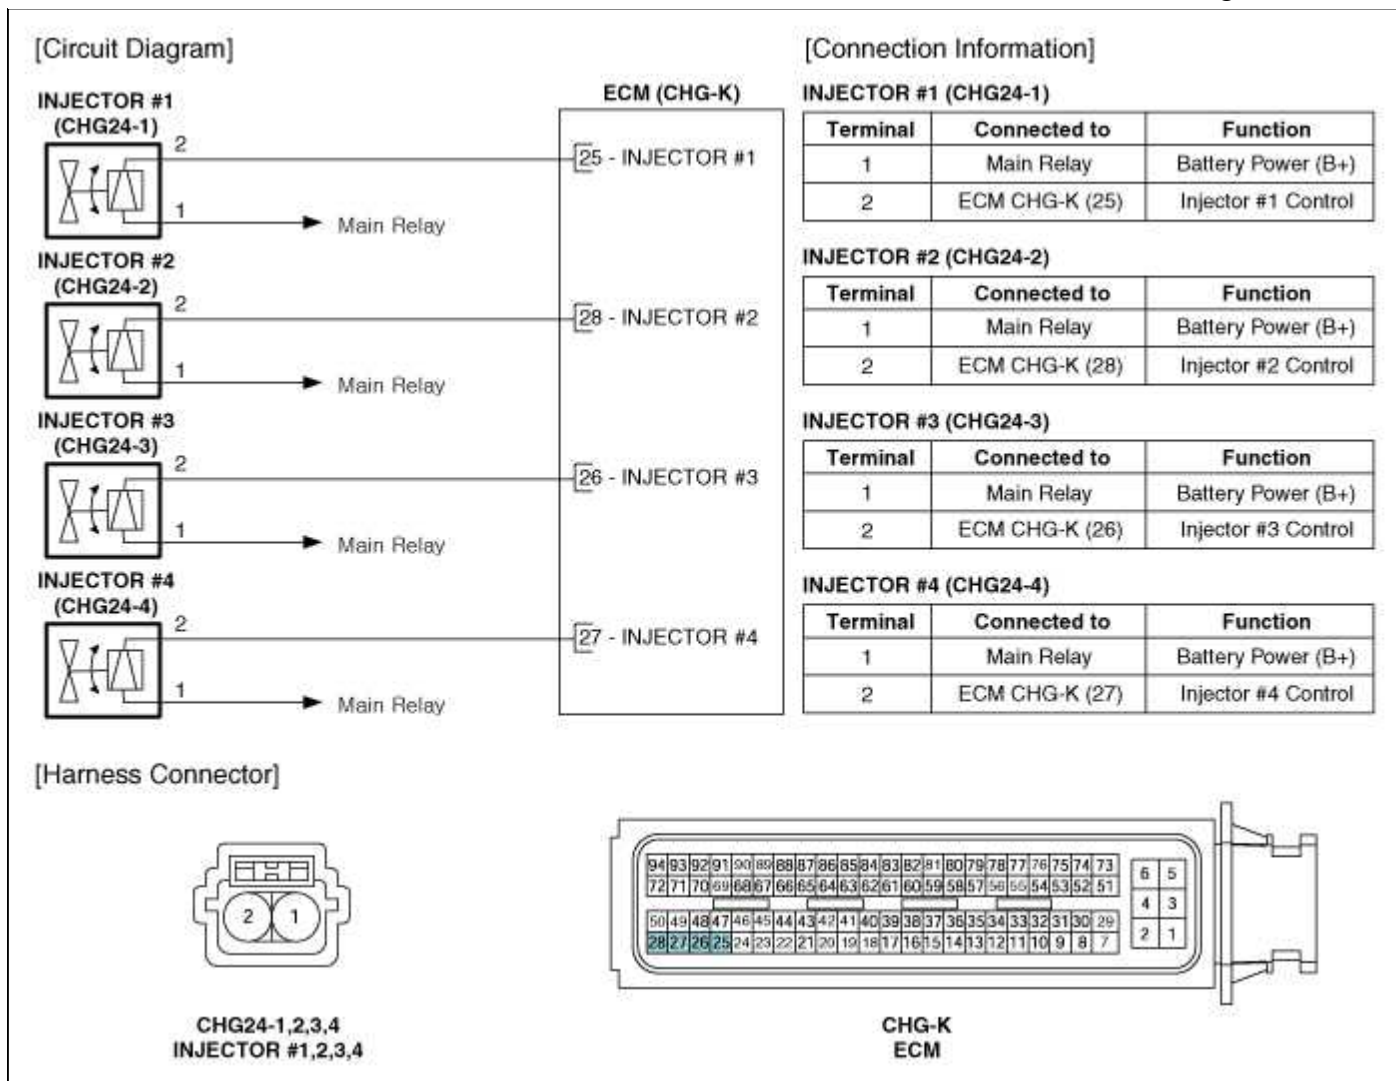 [Circuit Diagram]
INJECTOR #1
(CHG24-1)
2
1
Main Relay
INJECTOR #2
(CHG24-2)
2
1
Main Relay
INJECTOR #3
(CHG24-3)
2
1
Main Relay
INJECTOR #4
(CHG24-4)
2
1
Main Relay
ECM (CHG-K)
25 - INJECTOR #1
28 - INJECTOR #2
26 - INJECTOR #3
27 - INJECTOR #4
[Connection Information]
INJECTOR #1 (CHG24-1)
Terminal Connected to Function
1 Main Relay Battery Power (B+)
2 ECM CHG-K (25) Injector #1 Control
INJECTOR #2 (CHG24-2)
Terminal Connected to Function
1 Main Relay Battery Power (B+)
2 ECM CHG-K (28) Injector #2 Control
INJECTOR #3 (CHG24-3)
Terminal Connected to Function
1 Main Relay Battery Power (B+)
2 ECM CHG-K (26) Injector #3 Control
INJECTOR #4 (CHG24-4)
Terminal Connected to Function
1 Main Relay Battery Power (B+)
2 ECM CHG-K (27) Injector #4 Control
[Harness Connector]
2 1
CHG24-1,2,3,4
INJECTOR #1,2,3,4
94 93 92 91 90 89 88 87 86 85 84 83 82 81 80 79 78 77 76 75 74 73
72 71 70 69 68 67 66 65 64 63 62 61 60 59 58 57 56 55 54 53 52 51
50 49 48 47 46 45 44 43 42 41 40 39 38 37 36 35 34 33 32 31 30 29
28 27 26 25 24 23 22 21 20 19 18 17 16 15 14 13 12 11 10 9 8 7
6 5
4 3
2 1
CHG-K
ECM